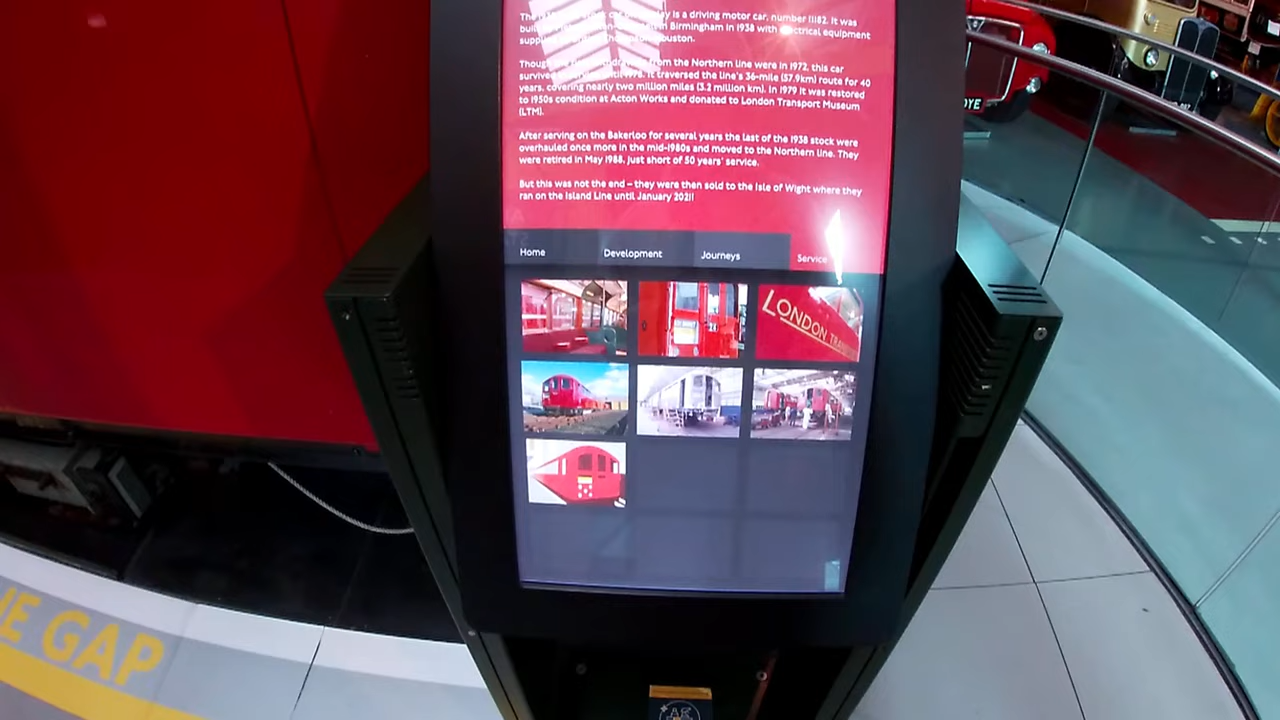 The is a driving motor car, number 11182. It was
in Birmingham in 1938 with electrical equipment
from the Northern line were in 1972, this car
survived until 1978. It traversed the line's 36-mile (57.9km) route for 40
years, covering nearly two million miles (3.2 million km). In 1979 it was restored
to 1950s condition at Acton Works and donated to London Transport Museum
(LTM).
After serving on the Bakerloo for several years the last of the 1938 stock were
overhauled once more in the mid-1980s and moved to the Northern line. They
were retired in May 1988, just short of 50 years' service.
But this was not the end – they were then sold to the Isle of Wight where they
ran on the Island Line until January 2021!
Home
Development
Journeys
Service
LONDON
E GAP